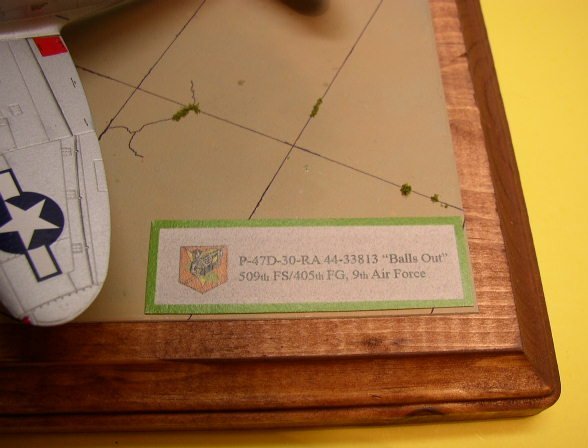 P-47D-30-RA 44-33813 “Balls Out”
509th FS/405th FG, 9th Air Force